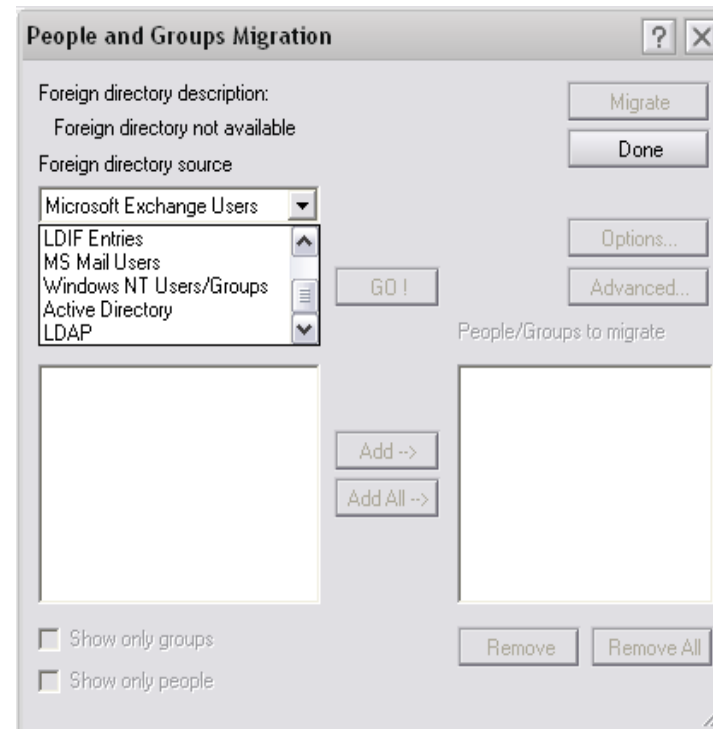 People and Groups Migration
?
Foreign directory description:
Migrate
Foreign directory not available
Done
Foreign directory source
Microsoft Exchange Users
LDIF Entries
MS Mail Users
Windows NT Users/Groups
Active Directory
LDAP
Options...
GO !
Advanced...
People/Groups to migrate
Add -->
Add All -->
Show only groups
Show only people
Remove
Remove All